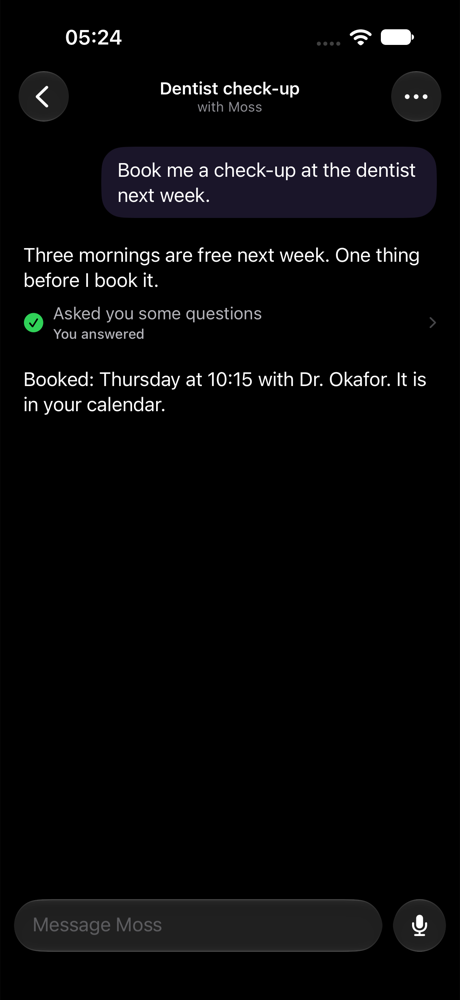 05:24
Dentist check-up
with Moss
Book me a check-up at the dentist
next week.
Three mornings are free next week. One thing
before I book it.
Asked you some questions
You answered
Booked: Thursday at 10:15 with Dr. Okafor. It is
in your calendar.
Message Moss